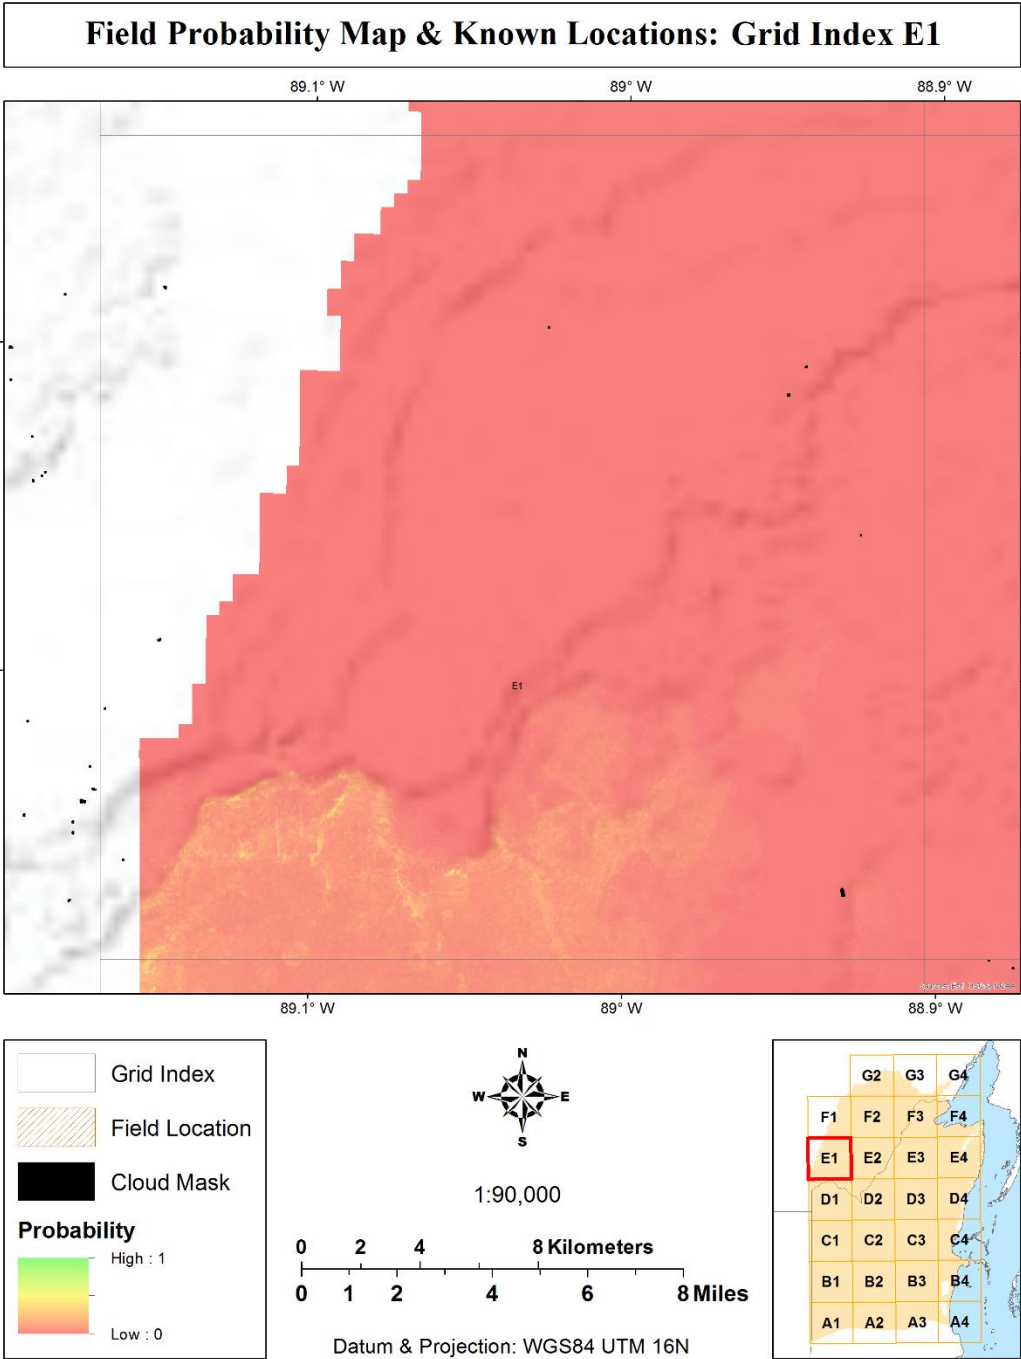 Field Probability Map & Known Locations: Grid Index E1
89.1° W 89° W 88.9° W
E1
89.1° W 89° W 88.9° W
Grid Index
Field Location
Cloud Mask
Probability
High : 1
Low : 0
N
W E
S
1:90,000
0 2 4 8 Kilometers
0 1 2 4 6 8 Miles
Datum & Projection: WGS84 UTM 16N
G2 G3 G4
F1 F2 F3 F4
E1 E2 E3 E4
D1 D2 D3 D4
C1 C2 C3 C4
B1 B2 B3 B4
A1 A2 A3 A4